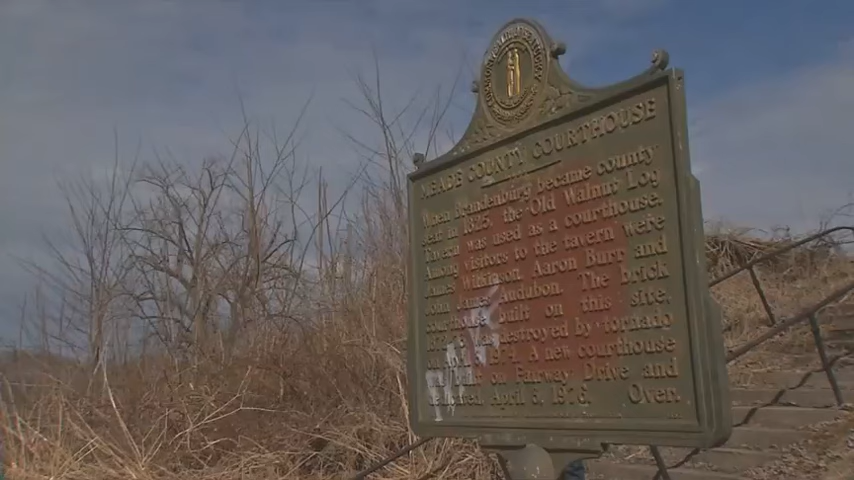 MEADE COUNTY COURTHOUSE
When Brandenburg became county
seat in 1825, the Old Walnut Log
Tavern was used as a courthouse.
Among visitors to the tavern were
James Wilkinson, Aaron Burr and
John James Audubon. The brick
courthouse built on this site,
was destroyed by tornado
1974. A new courthouse
was built on Fairway Drive and
dedicated, April 3, 1976. Over.